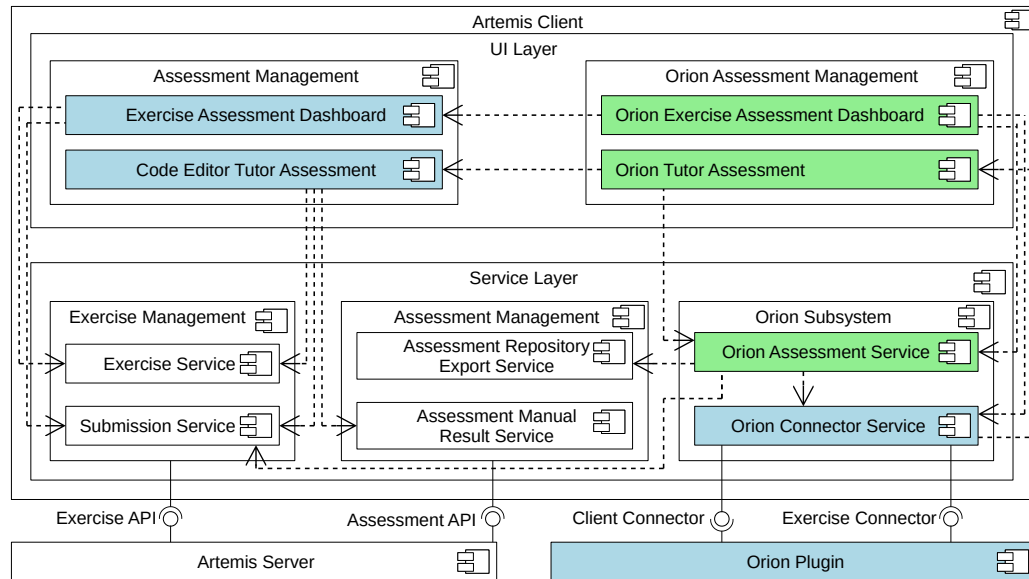 Artemis Client
UI Layer
Assessment Management
Exercise Assessment Dashboard
Code Editor Tutor Assessment
Orion Assessment Management
Orion Exercise Assessment Dashboard
Orion Tutor Assessment
Service Layer
Exercise Management
Exercise Service
Submission Service
Assessment Management
Assessment Repository
Export Service
Assessment Manual
Result Service
Orion Subsystem
Orion Assessment Service
Orion Connector Service
Exercise API
Assessment API
Client Connector
Exercise Connector
Artemis Server
Orion Plugin